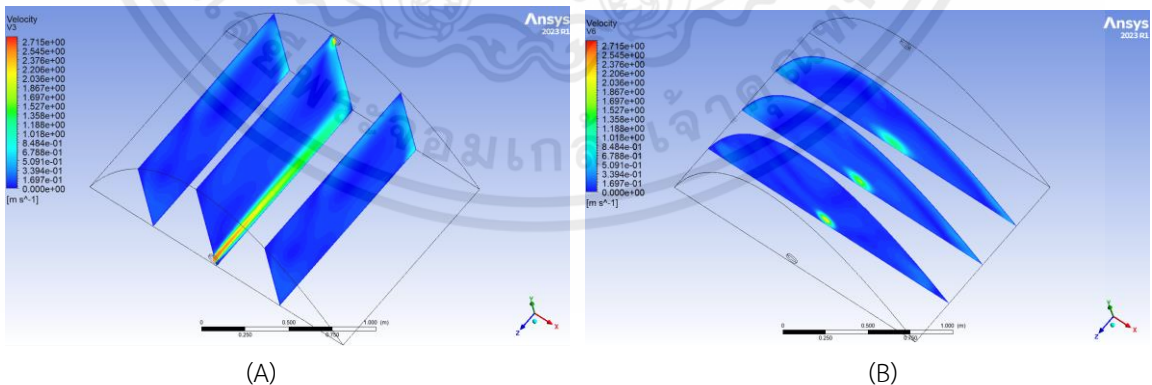 Velocity
V3
2.715e+00
2.545e+00
2.376e+00
2.206e+00
2.036e+00
1.867e+00
1.697e+00
1.527e+00
1.358e+00
1.188e+00
1.018e+00
8.484e-01
6.788e-01
5.091e-01
3.394e-01
1.697e-01
0.000e+00
[m s^-1]
Ansys
2023 R1
0 0.500 1.000 (m)
0.250 0.750
Y
X
Z
(A)
Velocity
V6
2.715e+00
2.545e+00
2.376e+00
2.206e+00
2.036e+00
1.867e+00
1.697e+00
1.527e+00
1.358e+00
1.188e+00
1.018e+00
8.484e-01
6.788e-01
5.091e-01
3.394e-01
1.697e-01
0.000e+00
[m s^-1]
Ansys
2023 R1
0 0.500 1.000 (m)
0.250 0.750
Y
X
Z
(B)